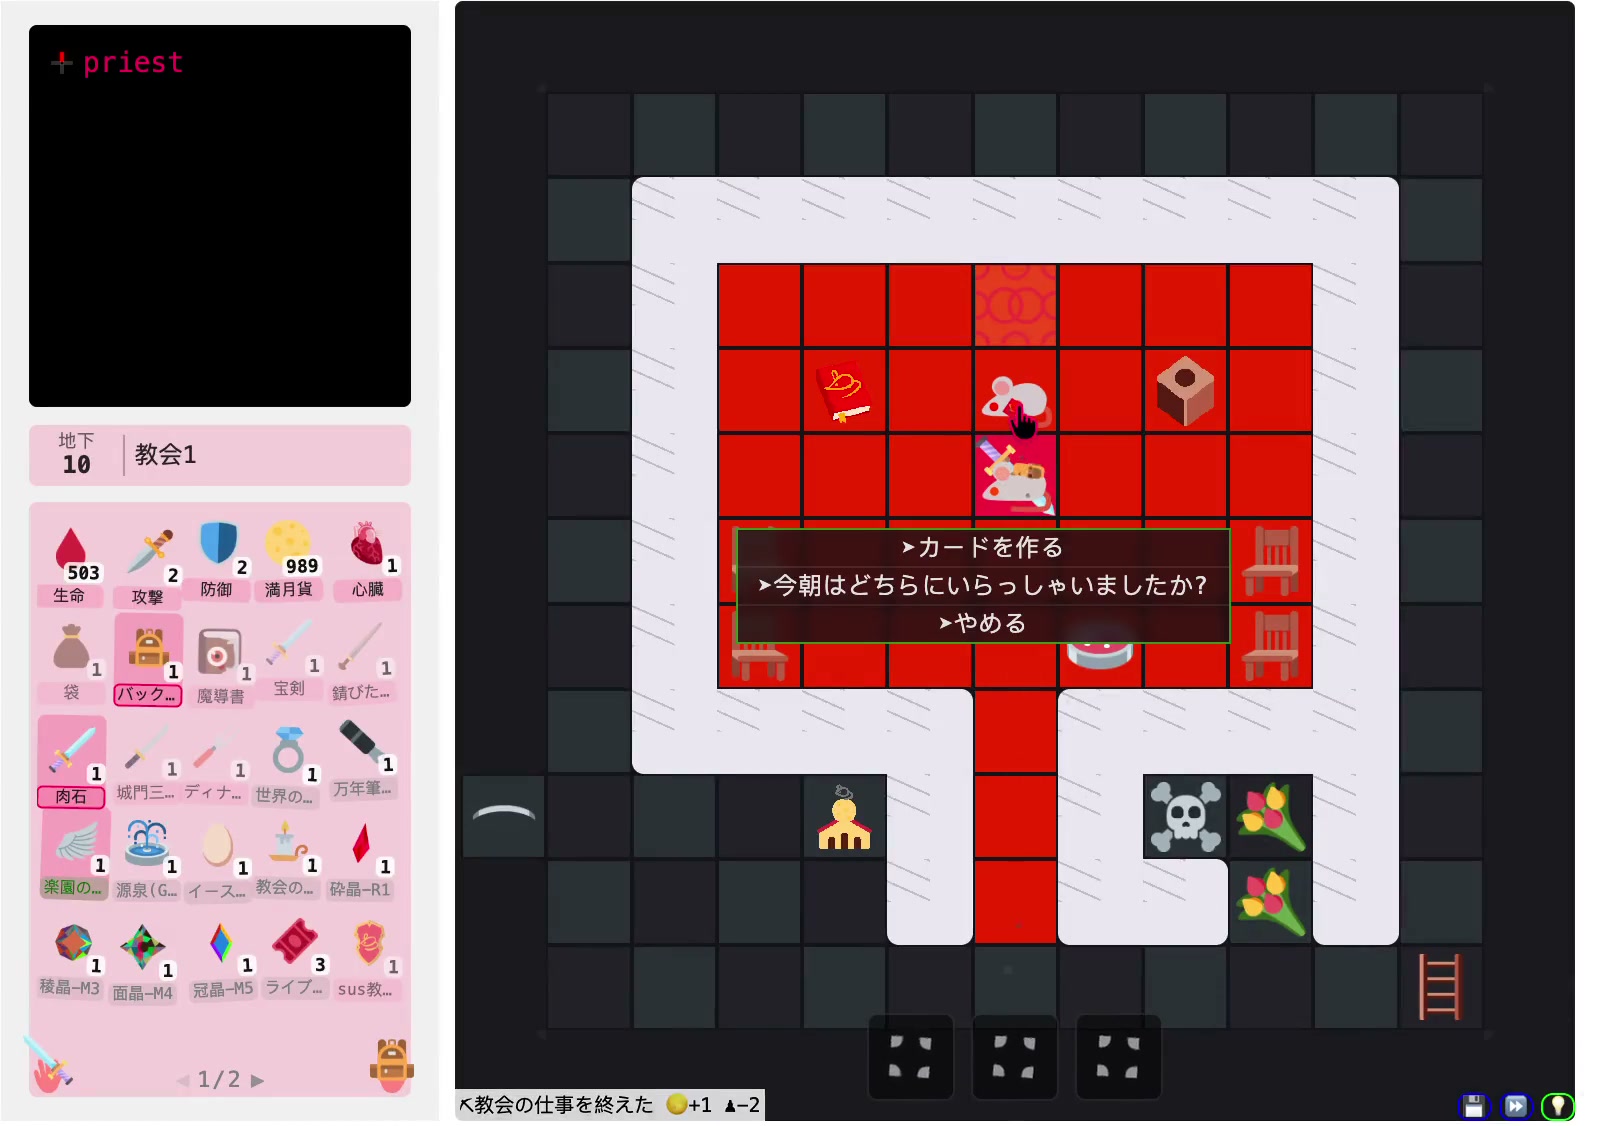 priest
地下
10
教会1
503
2
2
989
1
生命
攻撃
防御
満月貨
心臓
1
1
1
1
1
袋
バック…
魔導書
宝剣
錆びた…
1
1
1
1
1
肉石
城門三…
ディナ…
世界の…
万年筆…
1
1
1
1
1
楽園の…
源泉(G…
イース…
教会の…
砕晶-R1
1
1
1
3
1
稜晶-M3
面晶-M4
冠晶-M5
ライブ…
sus教…
◀ 1/2 ▶
➤カードを作る
➤今朝はどちらにいらっしゃいましたか?
➤やめる
⇱教会の仕事を終えた +1 ♟−2